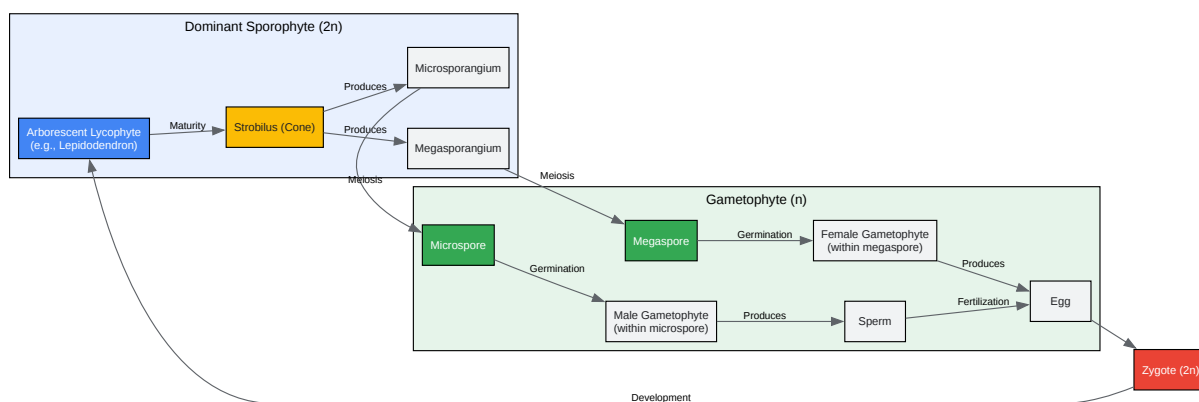 Dominant Sporophyte (2n)
Microsporangium
Produces
Arborescent Lycophyte
(e.g., Lepidodendron)
Maturity
Strobilus (Cone)
Produces
Megasporangium
Meiosis
Meiosis
Gametophyte (n)
Microspore
Megaspore
Germination
Female Gametophyte
(within megaspore)
Germination
Produces
Male Gametophyte
(within microspore)
Produces
Sperm
Fertilization
Egg
Zygote (2n)
Development